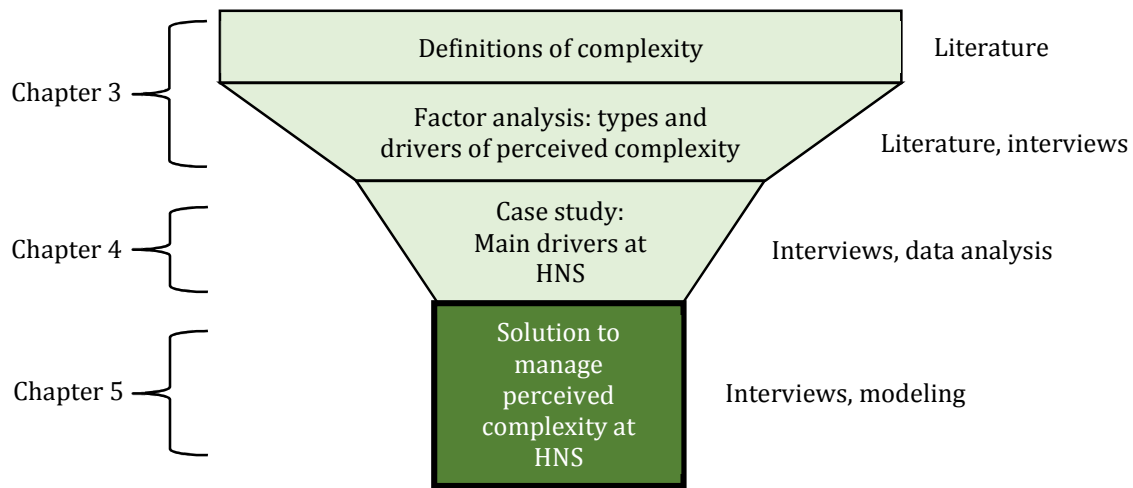 Definitions of complexity
Literature
Chapter 3
Factor analysis: types and
drivers of perceived complexity
Literature, interviews
Case study:
Main drivers at
HNS
Chapter 4
Interviews, data analysis
Solution to
manage
perceived
complexity at
HNS
Chapter 5
Interviews, modeling